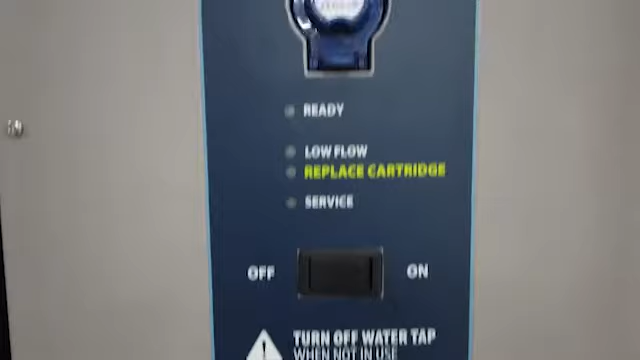 READY
LOW FLOW
REPLACE CARTRIDGE
SERVICE
OFF ON
TURN OFF WATER TAP
WHEN NOT IN USE